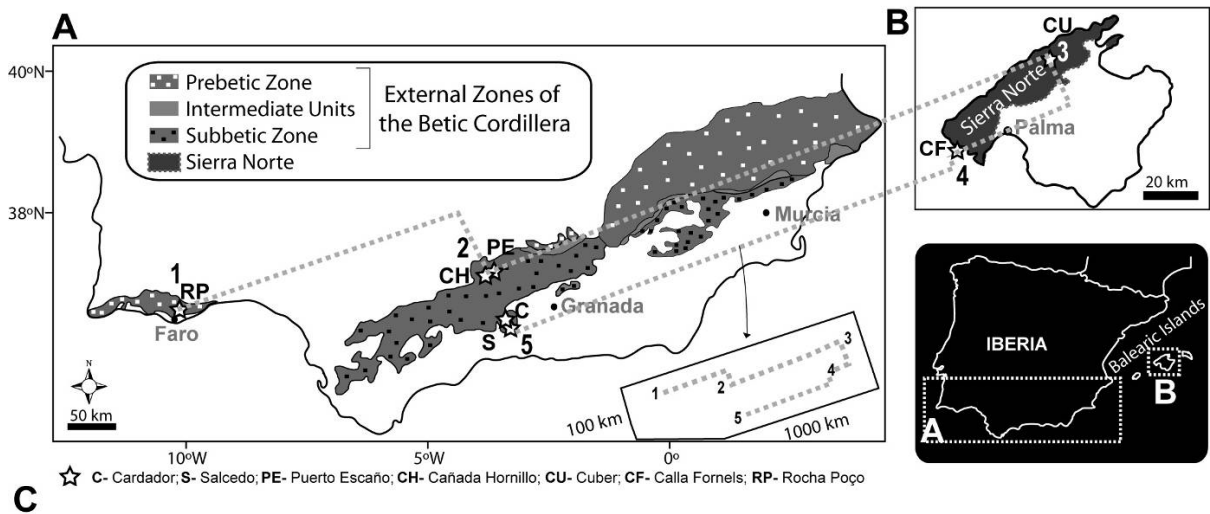 A
40ºN
Prebetic Zone
Intermediate Units
Subbetic Zone
Sierra Norte
External Zones of
the Betic Cordillera
38ºN
1
RP
Faro
2 PE
CH
C
S 5
Granada
Murcia
N
50 km
1
2
3
4
5
100 km
1000 km
10ºW
5ºW
0º
B
CU
3
Sierra Norte
Palma
CF
4
20 km
IBERIA
Balearic Islands
A
B
C- Cardador; S- Salcedo; PE- Puerto Escaño; CH- Cañada Hornillo; CU- Cuber; CF- Calla Fornels; RP- Rocha Poço
C